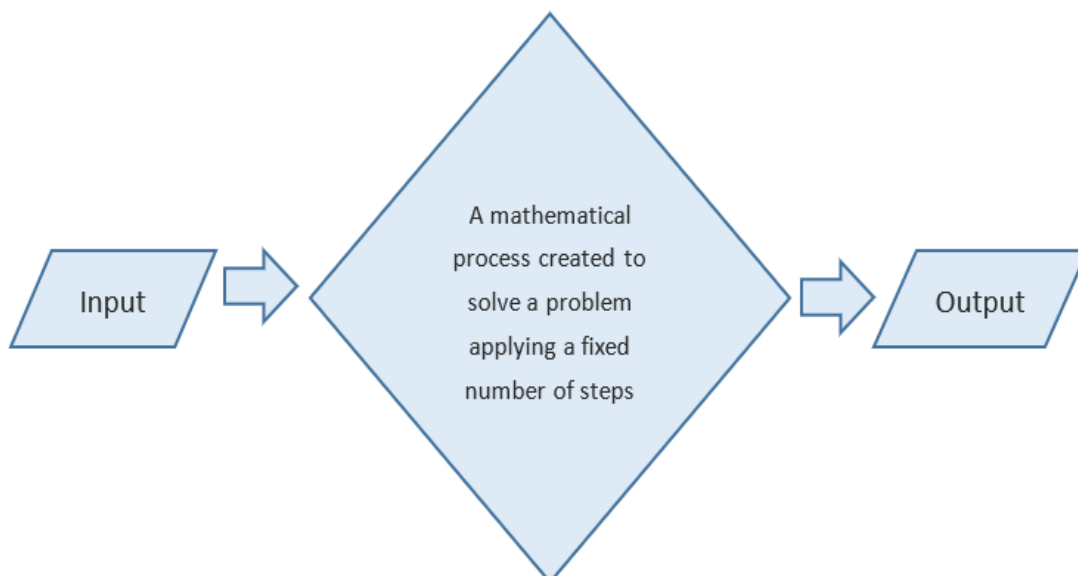 Input
A mathematical
process created to
solve a problem
applying a fixed
number of steps
Output